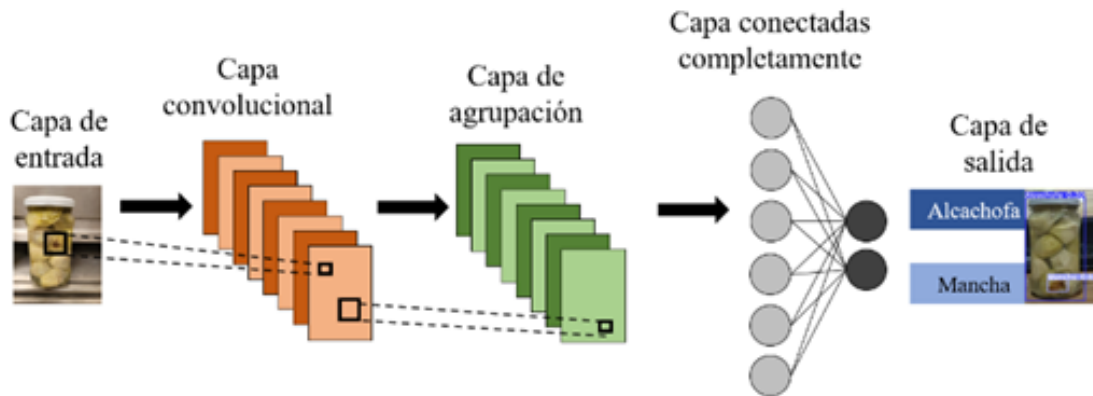 Capa de
entrada
Capa
convolucional
Capa de
agrupación
Capa conectadas
completamente
Capa de
salida
Alcachofa
Mancha